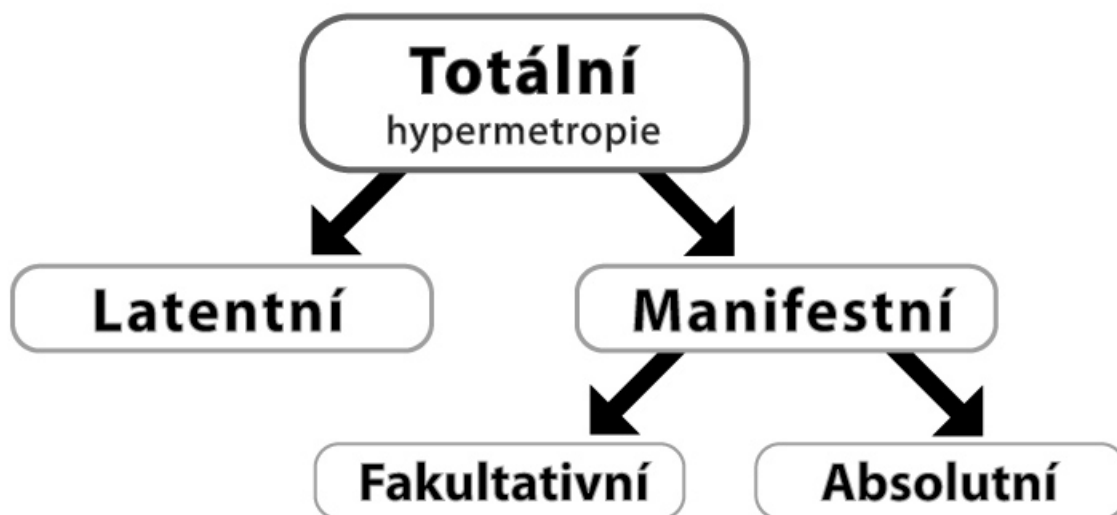 Totální
hypermetropie
Latentní
Manifestní
Fakultativní
Absolutní